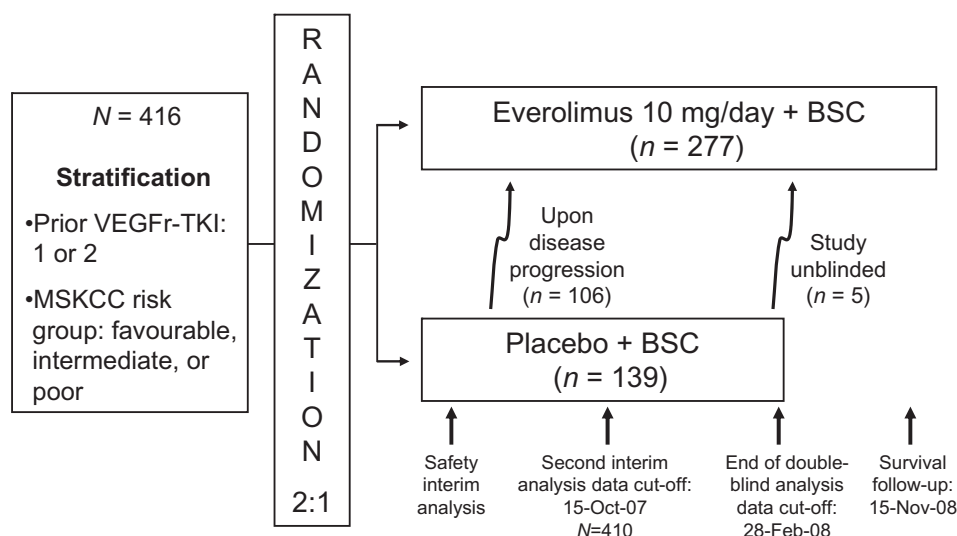 N = 416
Stratification
•Prior VEGFr-TKI:
1 or 2
•MSKCC risk
group: favourable,
intermediate, or
poor
R
A
N
D
O
M
I
Z
A
T
I
O
N
2:1
Everolimus 10 mg/day + BSC
(n = 277)
Upon
disease
progression
(n = 106)
Study
unblinded
(n = 5)
Placebo + BSC
(n = 139)
Safety
interim
analysis
Second interim
analysis data cut-off:
15-Oct-07
N=410
End of double-
blind analysis
data cut-off:
28-Feb-08
Survival
follow-up:
15-Nov-08